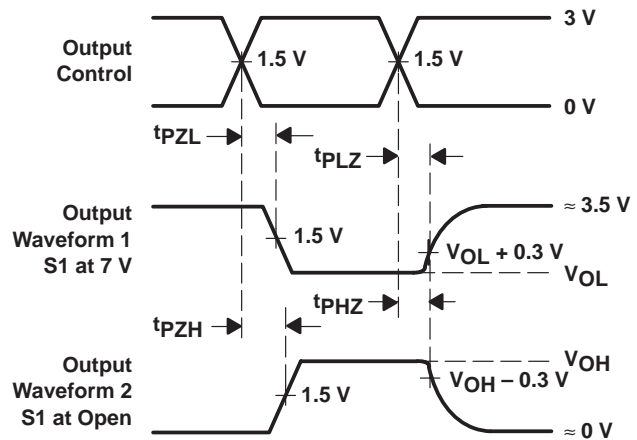 3 V
Output
Control
1.5 V
1.5 V
0 V
tPZL
tPLZ
Output
Waveform 1
S1 at 7 V
≈ 3.5 V
1.5 V
VOL + 0.3 V
VOL
tPZH
tPHZ
Output
Waveform 2
S1 at Open
VOH
VOH – 0.3 V
1.5 V
≈ 0 V